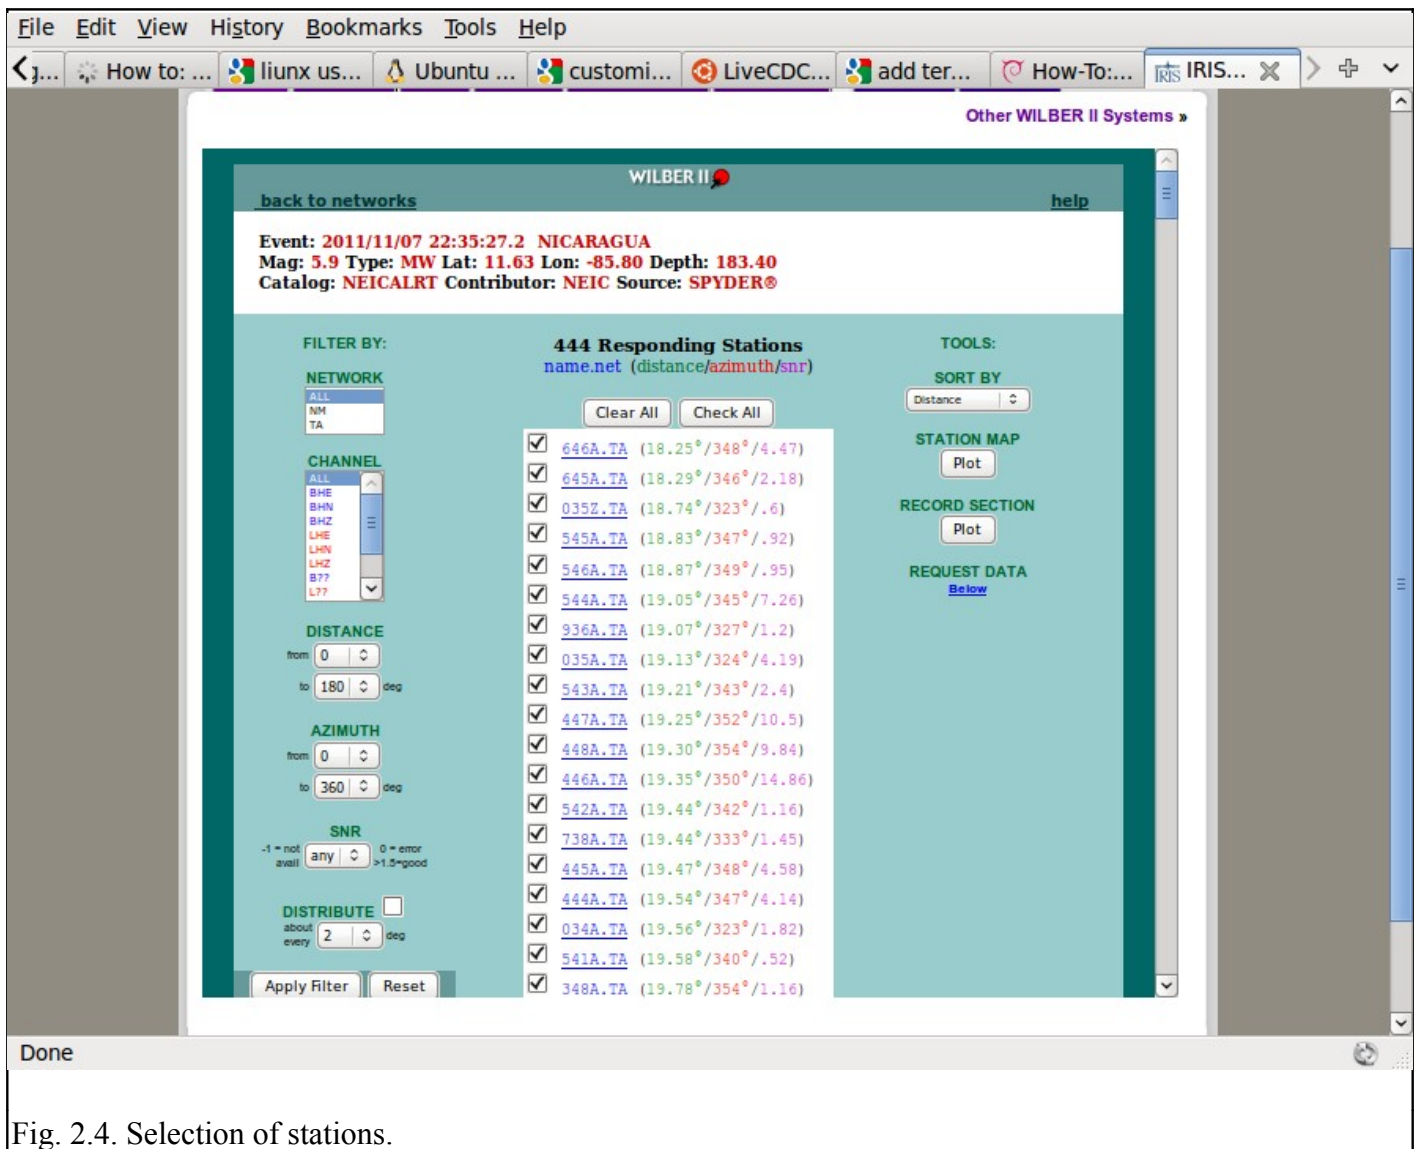 File Edit View History Bookmarks Tools Help
g... How to: ... liunx us... Ubuntu ... customi... LiveCDC... add ter... How-To:... IRIS IRIS...
Other WILBER II Systems »
WILBER II
back to networks
help
Event: 2011/11/07 22:35:27.2 NICARAGUA
Mag: 5.9 Type: MW Lat: 11.63 Lon: -85.80 Depth: 183.40
Catalog: NEICALRT Contributor: NEIC Source: SPYDER®
FILTER BY:
NETWORK
ALL
NM
TA
CHANNEL
ALL
BHE
BHN
BHZ
LHE
LHN
LHZ
B??
L??
DISTANCE
from 0
to 180 deg
AZIMUTH
from 0
to 360 deg
SNR
-1 = not avail
any
0 = error
>1.5=good
DISTRIBUTE
about every 2 deg
Apply Filter Reset
444 Responding Stations
name.net (distance/azimuth/snr)
Clear All Check All
646A.TA (18.25°/348°/4.47)
645A.TA (18.29°/346°/2.18)
035Z.TA (18.74°/323°/.6)
545A.TA (18.83°/347°/.92)
546A.TA (18.87°/349°/.95)
544A.TA (19.05°/345°/7.26)
936A.TA (19.07°/327°/1.2)
035A.TA (19.13°/324°/4.19)
543A.TA (19.21°/343°/2.4)
447A.TA (19.25°/352°/10.5)
448A.TA (19.30°/354°/9.84)
446A.TA (19.35°/350°/14.86)
542A.TA (19.44°/342°/1.16)
738A.TA (19.44°/333°/1.45)
445A.TA (19.47°/348°/4.58)
444A.TA (19.54°/347°/4.14)
034A.TA (19.56°/323°/1.82)
541A.TA (19.58°/340°/.52)
348A.TA (19.78°/354°/1.16)
TOOLS:
SORT BY
Distance
STATION MAP
Plot
RECORD SECTION
Plot
REQUEST DATA
Below
Done
Fig. 2.4. Selection of stations.